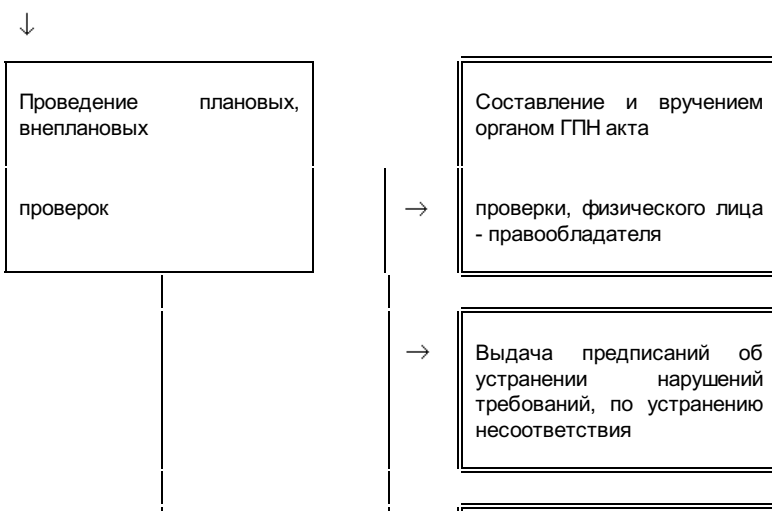 ↓
Проведение плановых,
внеплановых
проверок
→
Составление и вручением
органом ГПН акта
проверки, физического лица
- правообладателя
→
Выдача предписаний об
устранении нарушений
требований, по устранению
несоответствия